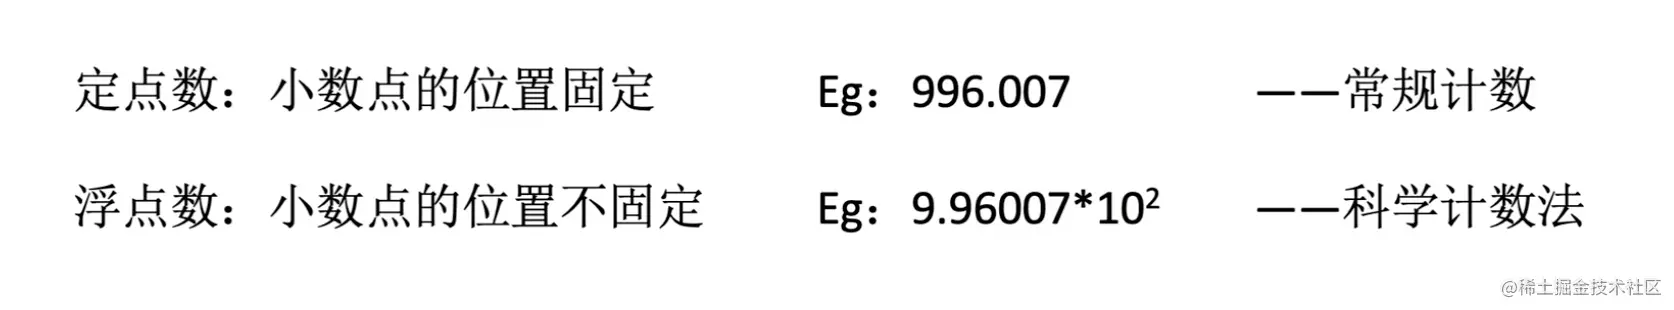 定点数：小数点的位置固定 Eg：996.007 ——常规计数
浮点数：小数点的位置不固定 Eg：9.96007*10² ——科学计数法
@稀土掘金技术社区